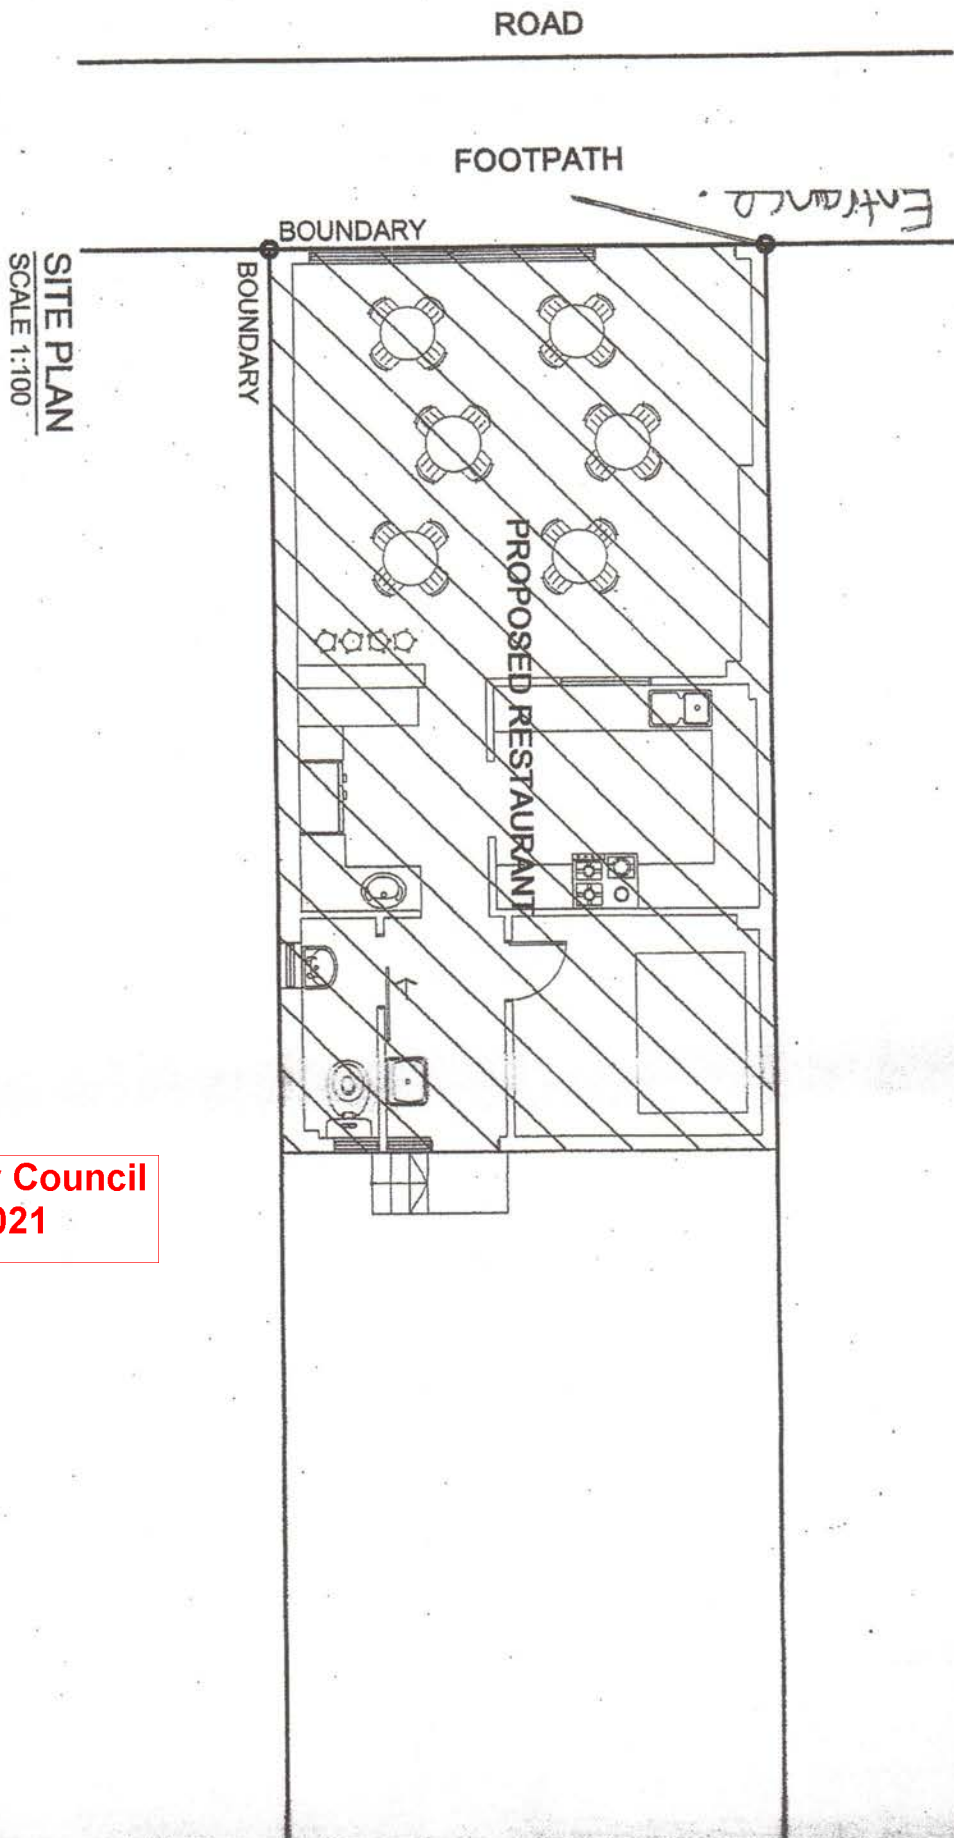 ROAD
FOOTPATH
Entrance.
BOUNDARY
BOUNDARY
SITE PLAN
SCALE 1:100
PROPOSED RESTAURANT
Council
021